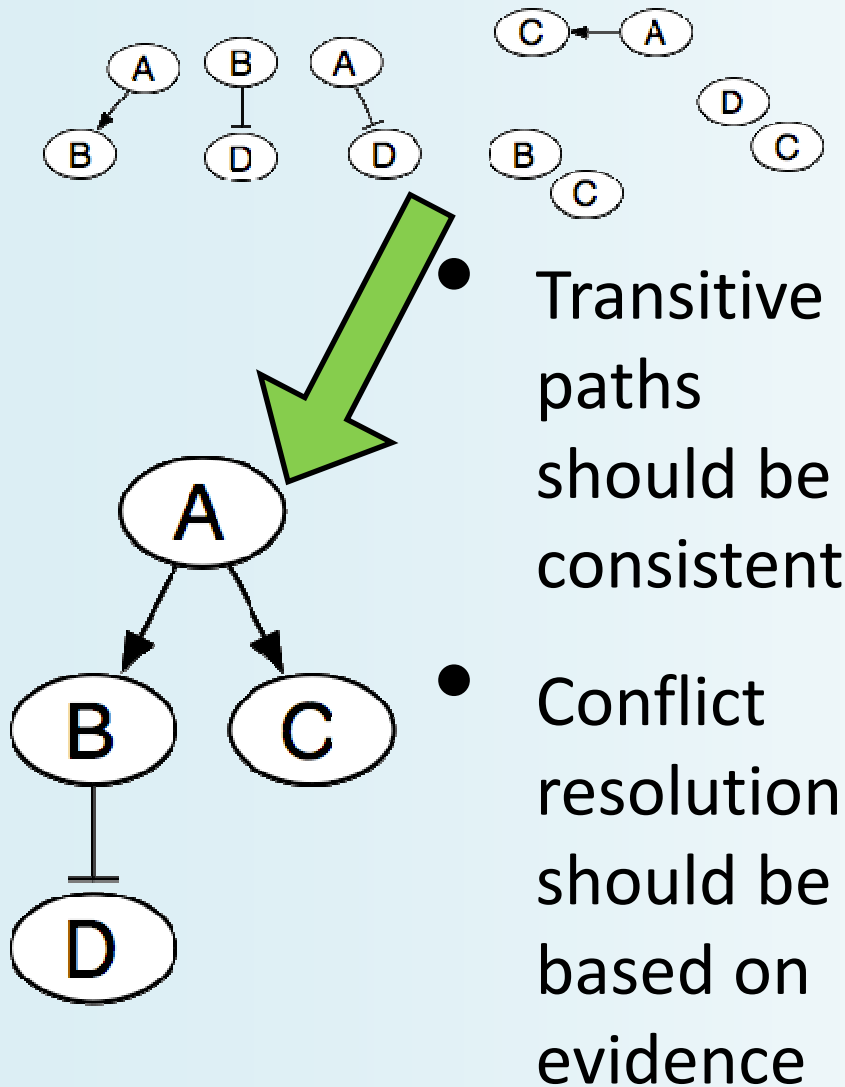 C A
A B A
D
B D D B C
C
• Transitive
paths
should be
consistent
A
• Conflict
B C
resolution
should be
D based on
evidence